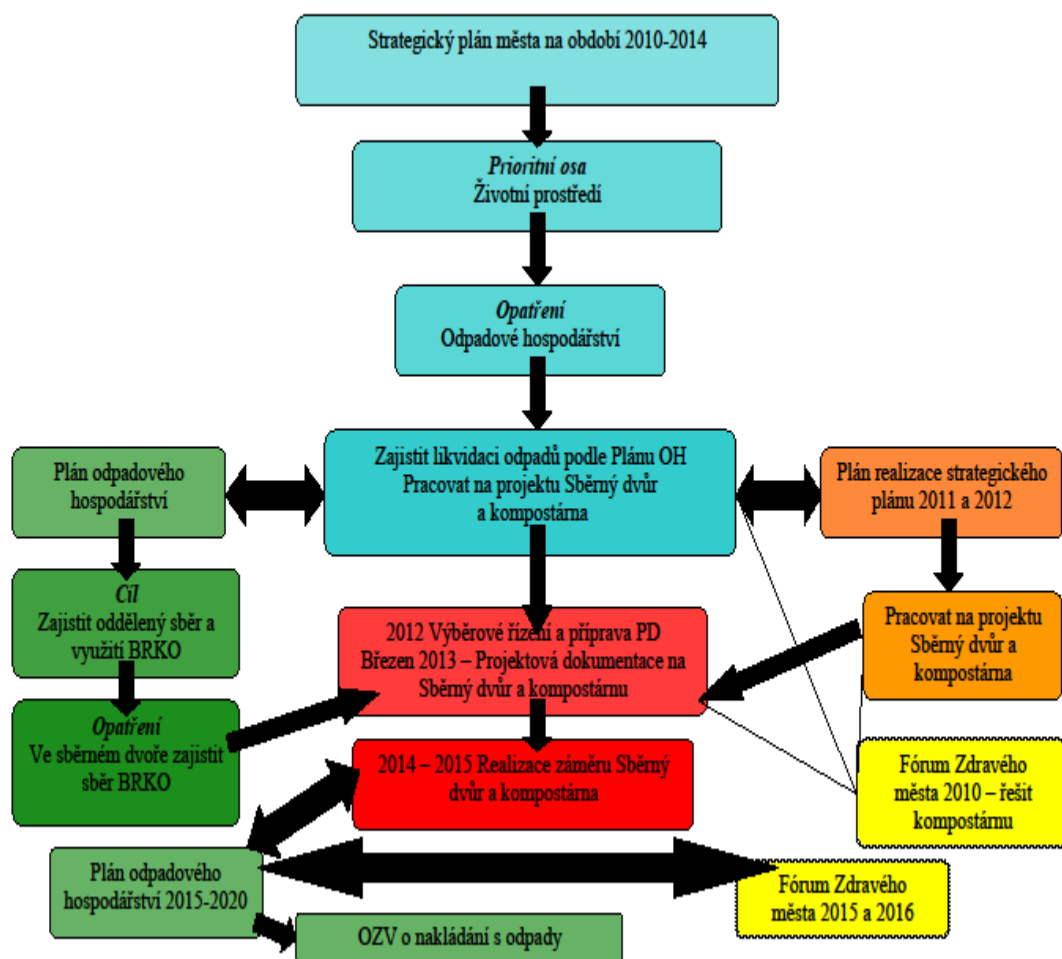 Strategický plán města na období 2010-2014
Prioritní osa
Životní prostředí
Opatření
Odpadové hospodářství
Zajistit likvidaci odpadů podle Plánu OH
Pracovat na projektu Sběrný dvůr
a kompostárna
Plán odpadového
hospodářství
Plán realizace strategického
plánu 2011 a 2012
Cíl
Zajistit oddělený sběr a
využití BRKO
2012 Výběrové řízení a příprava PD
Březen 2013 – Projektová dokumentace na
Sběrný dvůr a kompostárnu
Pracovat na projektu
Sběrný dvůr a
kompostárna
Opatření
Ve sběrném dvoře zajistit
sběr BRKO
2014 – 2015 Realizace záměru Sběrný
dvůr a kompostárna
Fórum Zdravého
města 2010 – řešit
kompostárnu
Plán odpadového
hospodářství 2015-2020
Fórum Zdravého
města 2015 a 2016
OZV o nakládání s odpady